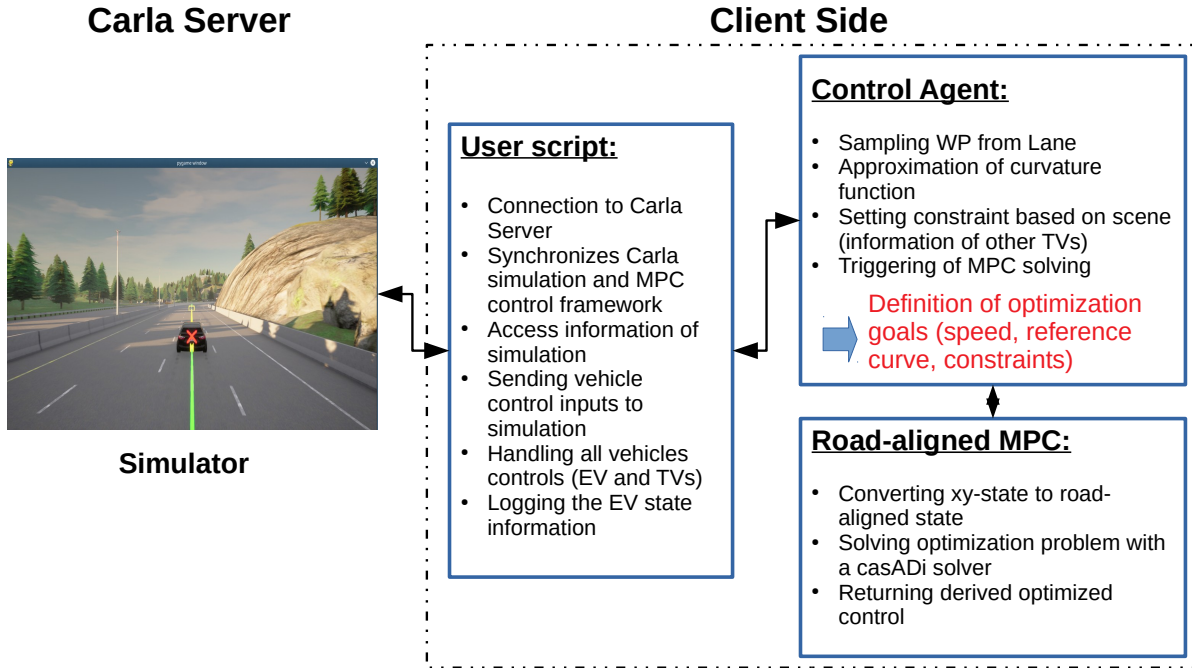 Carla Server
Client Side
pygame window
Simulator
User script:
• Connection to Carla
Server
• Synchronizes Carla
simulation and MPC
control framework
• Access information of
simulation
• Sending vehicle
control inputs to
simulation
• Handling all vehicles
controls (EV and TVs)
• Logging the EV state
information
Control Agent:
• Sampling WP from Lane
• Approximation of curvature
function
• Setting constraint based on scene
(information of other TVs)
• Triggering of MPC solving
Definition of optimization
goals (speed, reference
curve, constraints)
Road-aligned MPC:
• Converting xy-state to road-
aligned state
• Solving optimization problem with
a casADi solver
• Returning derived optimized
control